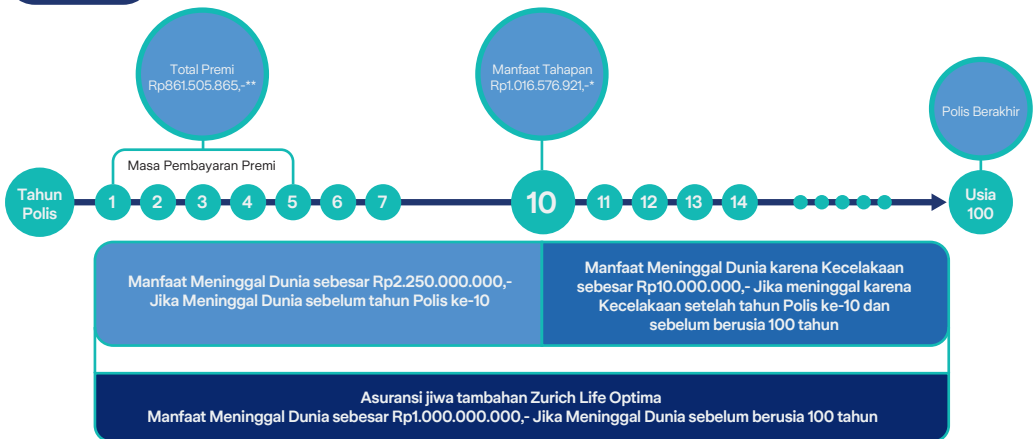 Total Premi
Rp861.505.865,-**
Manfaat Tahapan
Rp1.016.576.921,-*
Polis Berakhir
Masa Pembayaran Premi
Tahun
Polis
1
2
3
4
5
6
7
10
11
12
13
14
Usia
100
Manfaat Meninggal Dunia sebesar Rp2.250.000.000,-
Jika Meninggal Dunia sebelum tahun Polis ke-10
Manfaat Meninggal Dunia karena Kecelakaan
sebesar Rp10.000.000,- Jika meninggal karena
Kecelakaan setelah tahun Polis ke-10 dan
sebelum berusia 100 tahun
Asuransi jiwa tambahan Zurich Life Optima
Manfaat Meninggal Dunia sebesar Rp1.000.000.000,- Jika Meninggal Dunia sebelum berusia 100 tahun